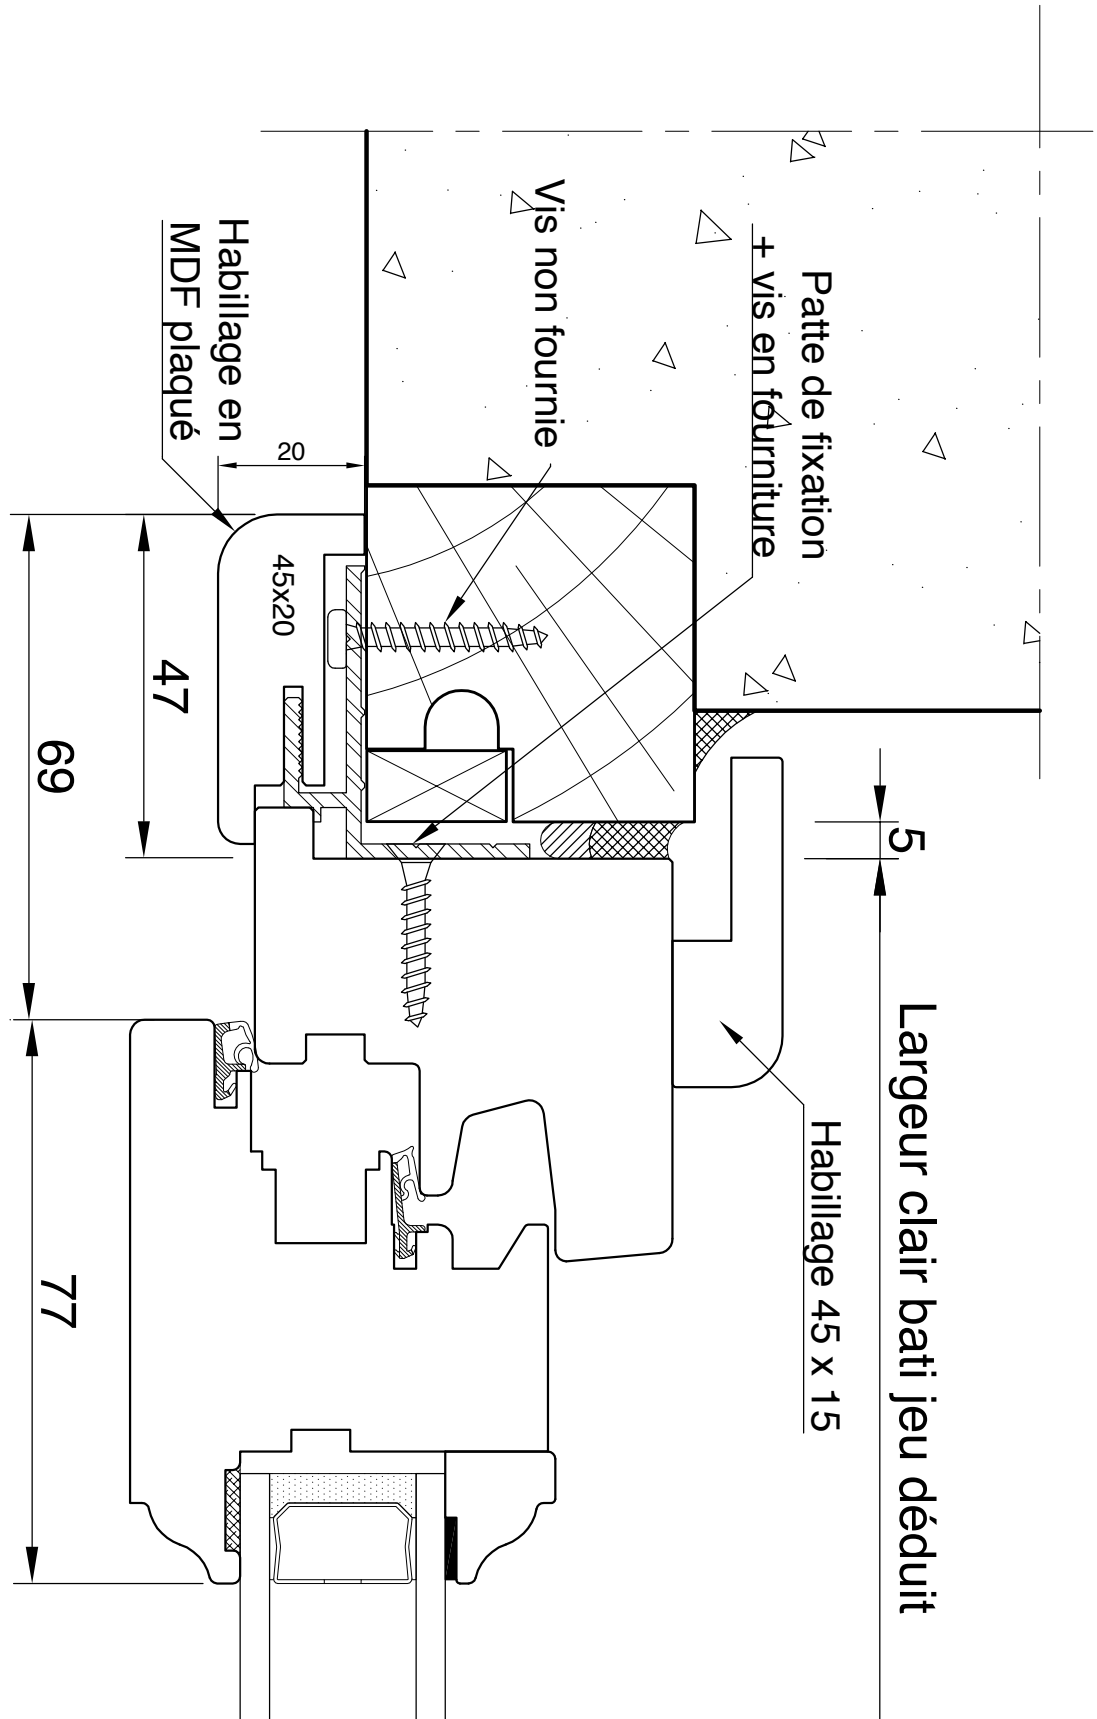 Patte de fixation
+ vis en fourniture
Vis non fournie
Habillage en
MDF plaqué
20
45x20
47
69
5
Largeur clair bati jeu déduit
Habillage 45 x 15
77